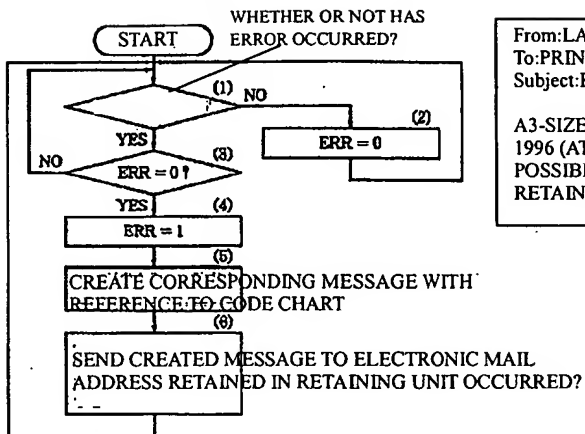 WHETHER OR NOT HAS
ERROR OCCURRED?
START
(1)
NO
YES
(2)
ERR = 0
(3)
NO
ERR = 0 ?
YES
(4)
ERR = 1
(5)
CREATE CORRESPONDING MESSAGE WITH
REFERENCE TO CODE CHART
(6)
SEND CREATED MESSAGE TO ELECTRONIC MAIL
ADDRESS RETAINED IN RETAINING UNIT OCCURRED?
From:LA
To:PRIN
Subject:
A3-SIZE
1996 (AT
POSSIBI
RETAIN